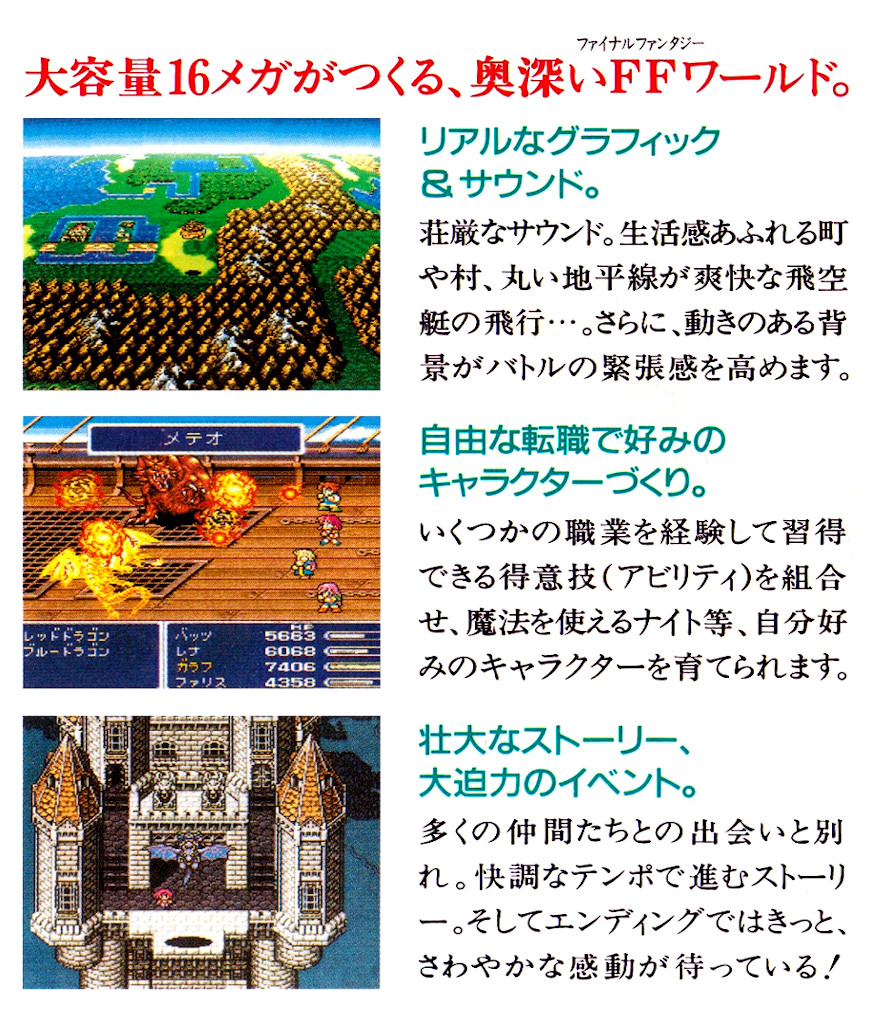 ファイナルファンタジー
大容量16メガがつくる、奥深いFFワールド。
リアルなグラフィック
&サウンド。
荘厳なサウンド。生活感あふれる町
や村、丸い地平線が爽快な飛空
艇の飛行…。さらに、動きのある背
景がバトルの緊張感を高めます。
メテオ
レッドドラゴン
ブルードラゴン
HP
バッツ 5663
レナ 6068
ガラフ 7406
ファリス 4358
自由な転職で好みの
キャラクターづくり。
いくつかの職業を経験して習得
できる得意技(アビリティ)を組合
せ、魔法を使えるナイト等、自分好
みのキャラクターを育てられます。
壮大なストーリー、
大迫力のイベント。
多くの仲間たちとの出会いと別
れ。快調なテンポで進むストーリ
ー。そしてエンディングではきっと、
さわやかな感動が待っている!